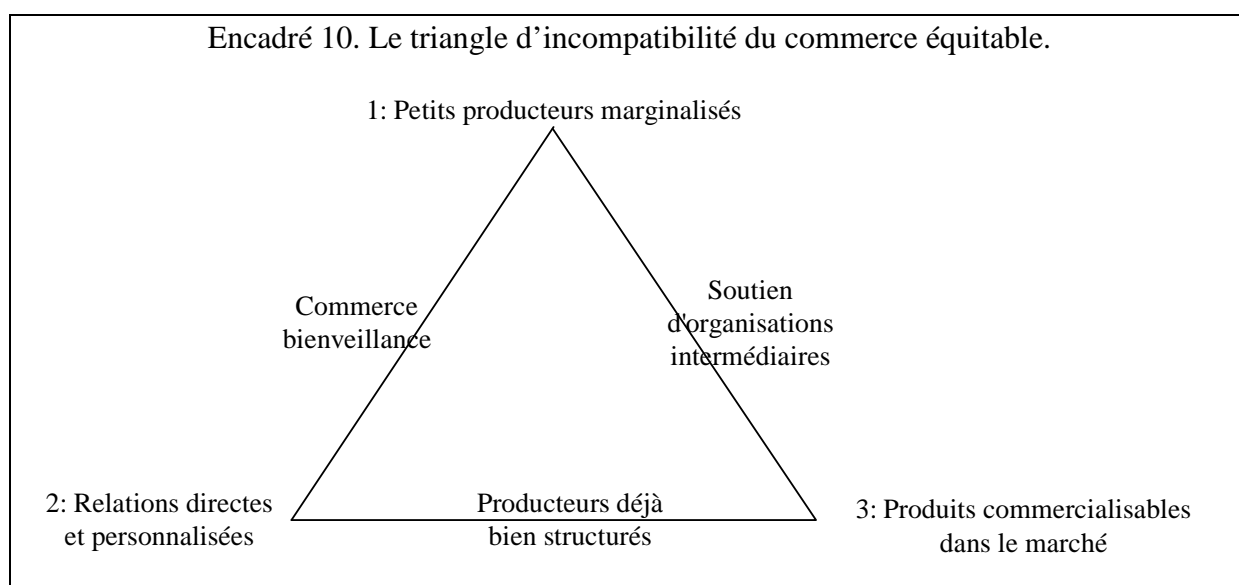 Encadré 10. Le triangle d’incompatibilité du commerce équitable.
1: Petits producteurs marginalisés
Commerce
bienveillance
Soutien
d'organisations
intermédiaires
2: Relations directes
et personnalisées
Producteurs déjà
bien structurés
3: Produits commercialisables
dans le marché